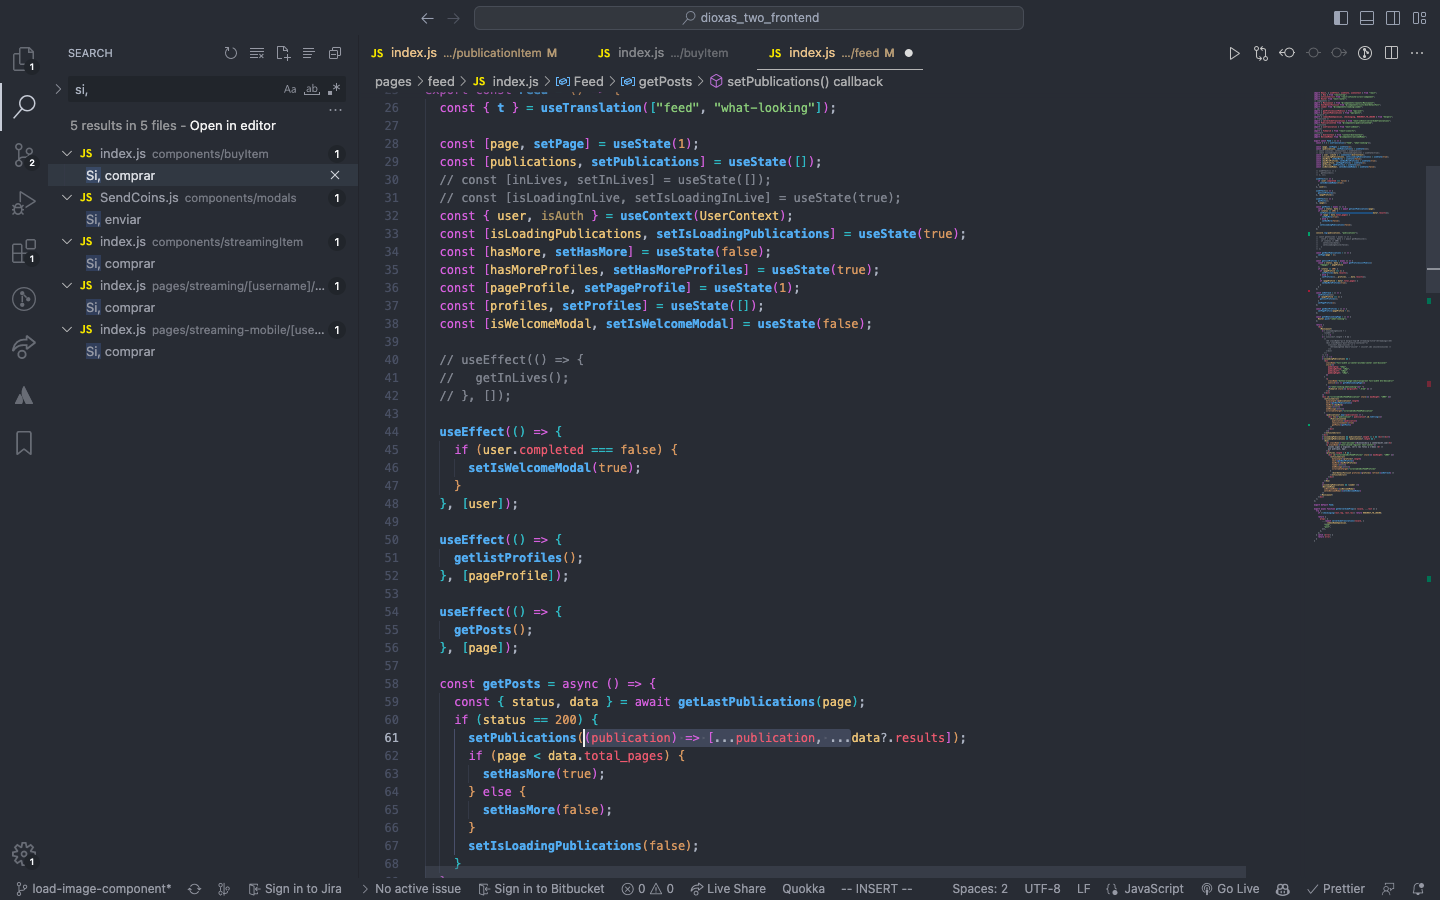 dioxas_two_frontend
SEARCH
JS index.js .../publicationItem M
JS index.js .../buyItem
JS index.js .../feed M
si,
Aa ab .*
5 results in 5 files - Open in editor
JS index.js components/buyItem 1
Si, comprar
JS SendCoins.js components/modals 1
Si, enviar
JS index.js components/streamingItem 1
Si, comprar
JS index.js pages/streaming/[username]/... 1
Si, comprar
JS index.js pages/streaming-mobile/[use... 1
Si, comprar
1
2
1
1
pages > feed > JS index.js > Feed > getPosts > setPublications() callback
26 const { t } = useTranslation(["feed", "what-looking"]);
27
28 const [page, setPage] = useState(1);
29 const [publications, setPublications] = useState([]);
30 // const [inLives, setInLives] = useState([]);
31 // const [isLoadingInLive, setIsLoadingInLive] = useState(true);
32 const { user, isAuth } = useContext(UserContext);
33 const [isLoadingPublications, setIsLoadingPublications] = useState(true);
34 const [hasMore, setHasMore] = useState(false);
35 const [hasMoreProfiles, setHasMoreProfiles] = useState(true);
36 const [pageProfile, setPageProfile] = useState(1);
37 const [profiles, setProfiles] = useState([]);
38 const [isWelcomeModal, setIsWelcomeModal] = useState(false);
39
40 // useEffect(() => {
41 //   getInLives();
42 // }, []);
43
44 useEffect(() => {
45 if (user.completed === false) {
46 setIsWelcomeModal(true);
47 }
48 }, [user]);
49
50 useEffect(() => {
51 getlistProfiles();
52 }, [pageProfile]);
53
54 useEffect(() => {
55 getPosts();
56 }, [page]);
57
58 const getPosts = async () => {
59 const { status, data } = await getLastPublications(page);
60 if (status == 200) {
61 setPublications((publication) => [...publication, ...data?.results]);
62 if (page < data.total_pages) {
63 setHasMore(true);
64 } else {
65 setHasMore(false);
66 }
67 setIsLoadingPublications(false);
68 }
load-image-component* Sign in to Jira No active issue Sign in to Bitbucket 0 0 Live Share Quokka -- INSERT -- Spaces: 2 UTF-8 LF JavaScript Go Live Prettier